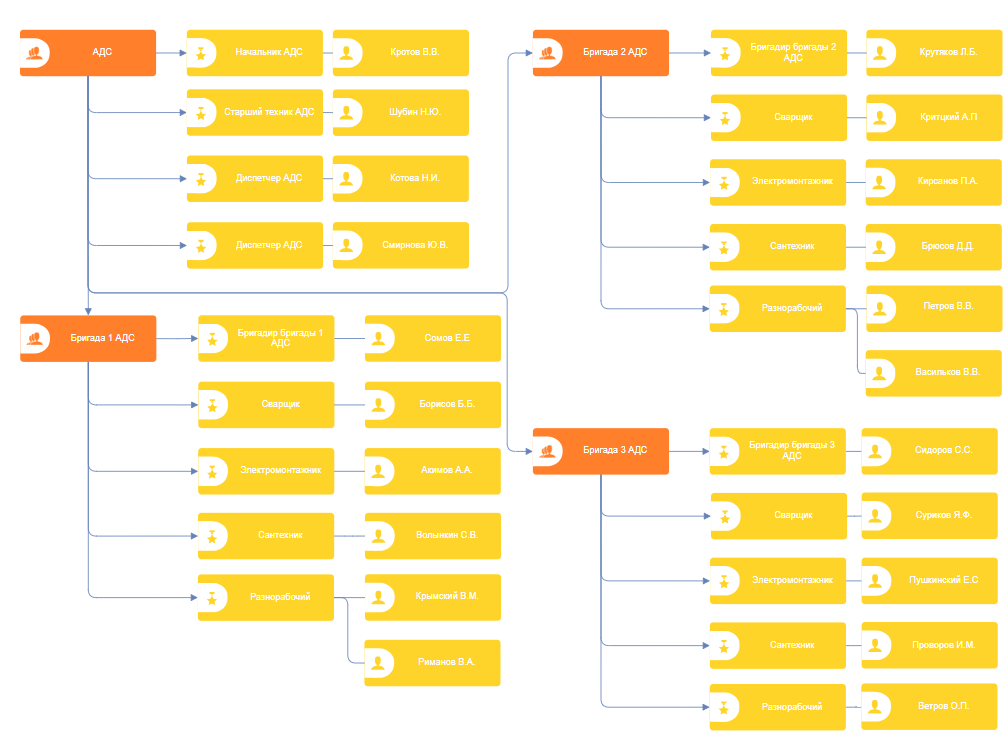 АДС
Начальник АДС
Кротов В.В.
Старший техник АДС
Шубин Н.Ю.
Диспетчер АДС
Котова Н.И.
Диспетчер АДС
Смирнова Ю.В.
Бригада 1 АДС
Бригадир бригады 1
АДС
Сомов Е.Е
Сварщик
Борисов Б.Б.
Электромонтажник
Акимов А.А.
Сантехник
Волынкин С.В.
Разнорабочий
Крымский В.М.
Риманов В.А.
Бригада 2 АДС
Бригадир бригады 2
АДС
Крутяков Л.Б.
Сварщик
Критцкий А.П
Электромонтажник
Кирсанов П.А.
Сантехник
Брюсов Д.Д.
Разнорабочий
Петров В.В.
Васильков В.В.
Бригада 3 АДС
Бригадир бригады 3
АДС
Сидоров С.С.
Сварщик
Суриков Я.Ф.
Электромонтажник
Пушкинский Е.С
Сантехник
Проворов И.М.
Разнорабочий
Ветров О.П.